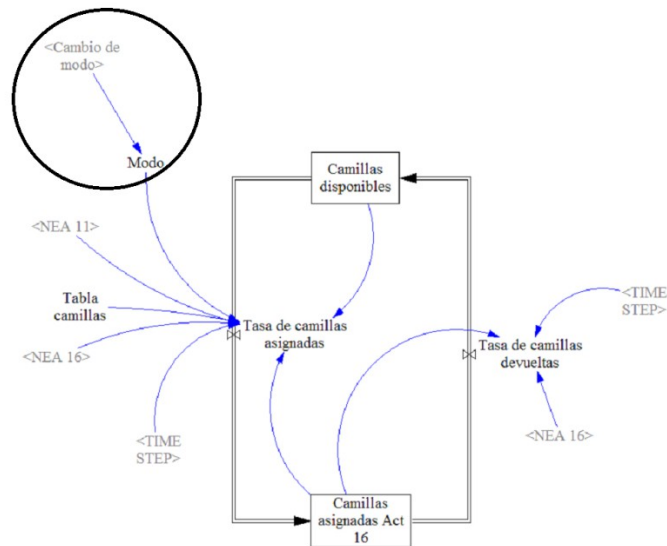 <Cambio de
modo>
Modo
Camillas
disponibles
<NEA 11>
Tabla
camillas
<NEA 16>
<TIME
STEP>
Tasa de camillas
asignadas
<TIME
STEP>
Tasa de camillas
devueltas
<NEA 16>
Camillas
asignadas Act
16